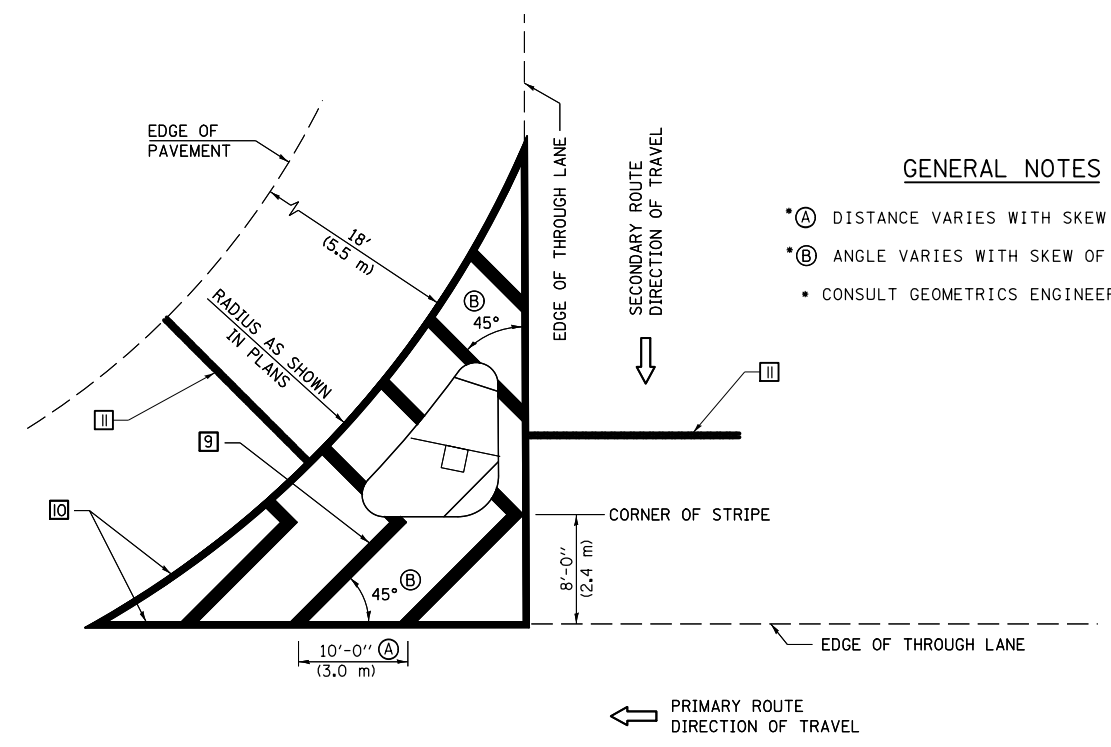 EDGE OF
PAVEMENT
18'
(5.5 m)
RADIUS AS SHOWN
IN PLANS
B
45°
EDGE OF THROUGH LANE
SECONDARY ROUTE
DIRECTION OF TRAVEL
GENERAL NOTES
*A DISTANCE VARIES WITH SKEW
*B ANGLE VARIES WITH SKEW OF
* CONSULT GEOMETRICS ENGINEER
11
11
9
10
CORNER OF STRIPE
8'-0"
(2.4 m)
45° B
10'-0" A
(3.0 m)
EDGE OF THROUGH LANE
PRIMARY ROUTE
DIRECTION OF TRAVEL